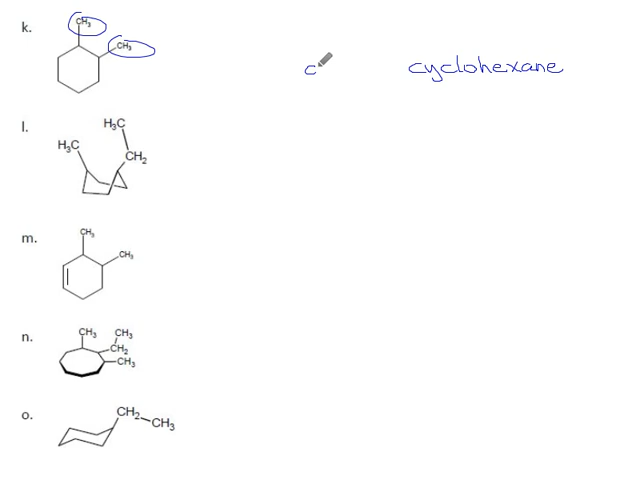 k.
CH₃
CH₃
c cyclohexane
l.
H₃C
H₃C
CH₂
m.
CH₃
CH₃
n.
CH₃ CH₃
CH₂
CH₃
o.
CH₂
CH₃